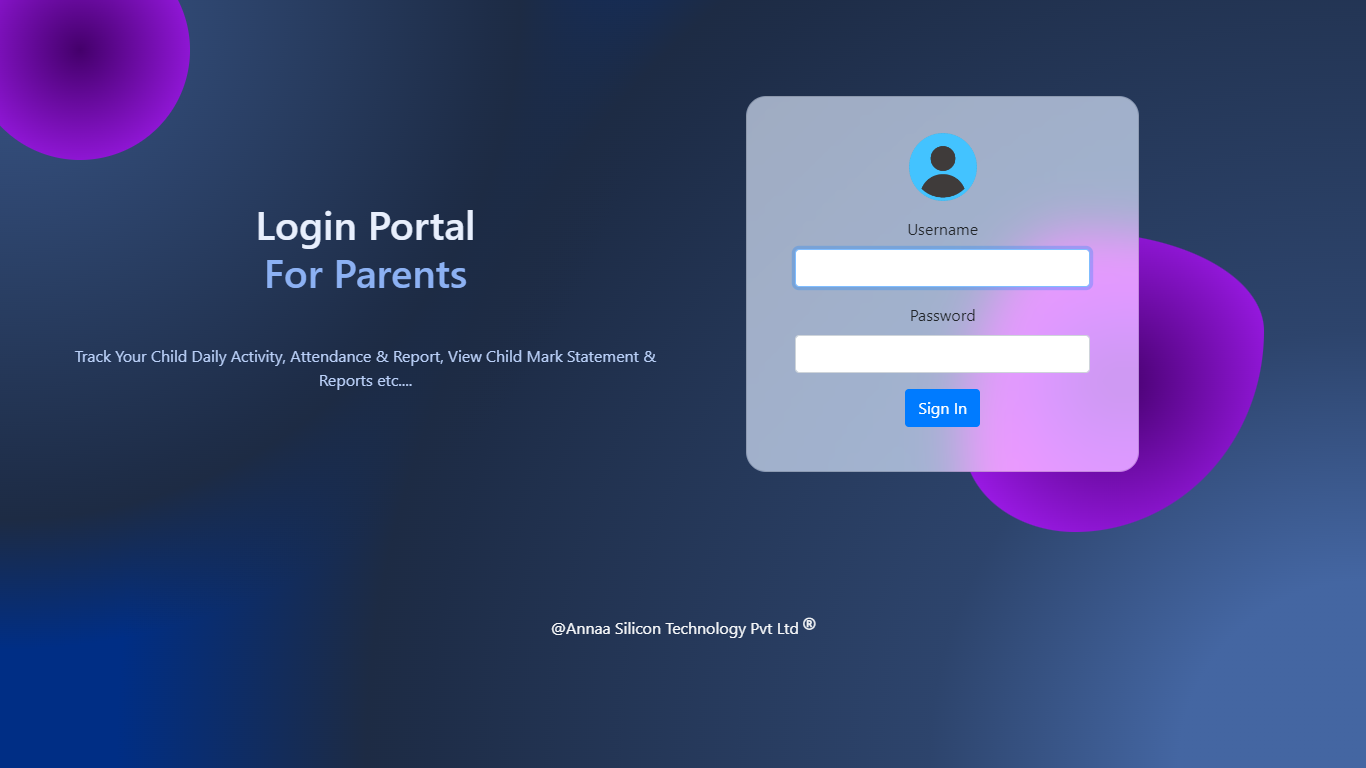 Login Portal
For Parents
Track Your Child Daily Activity, Attendance & Report, View Child Mark Statement &
Reports etc....
Username
Password
Sign In
@Annaa Silicon Technology Pvt Ltd ®